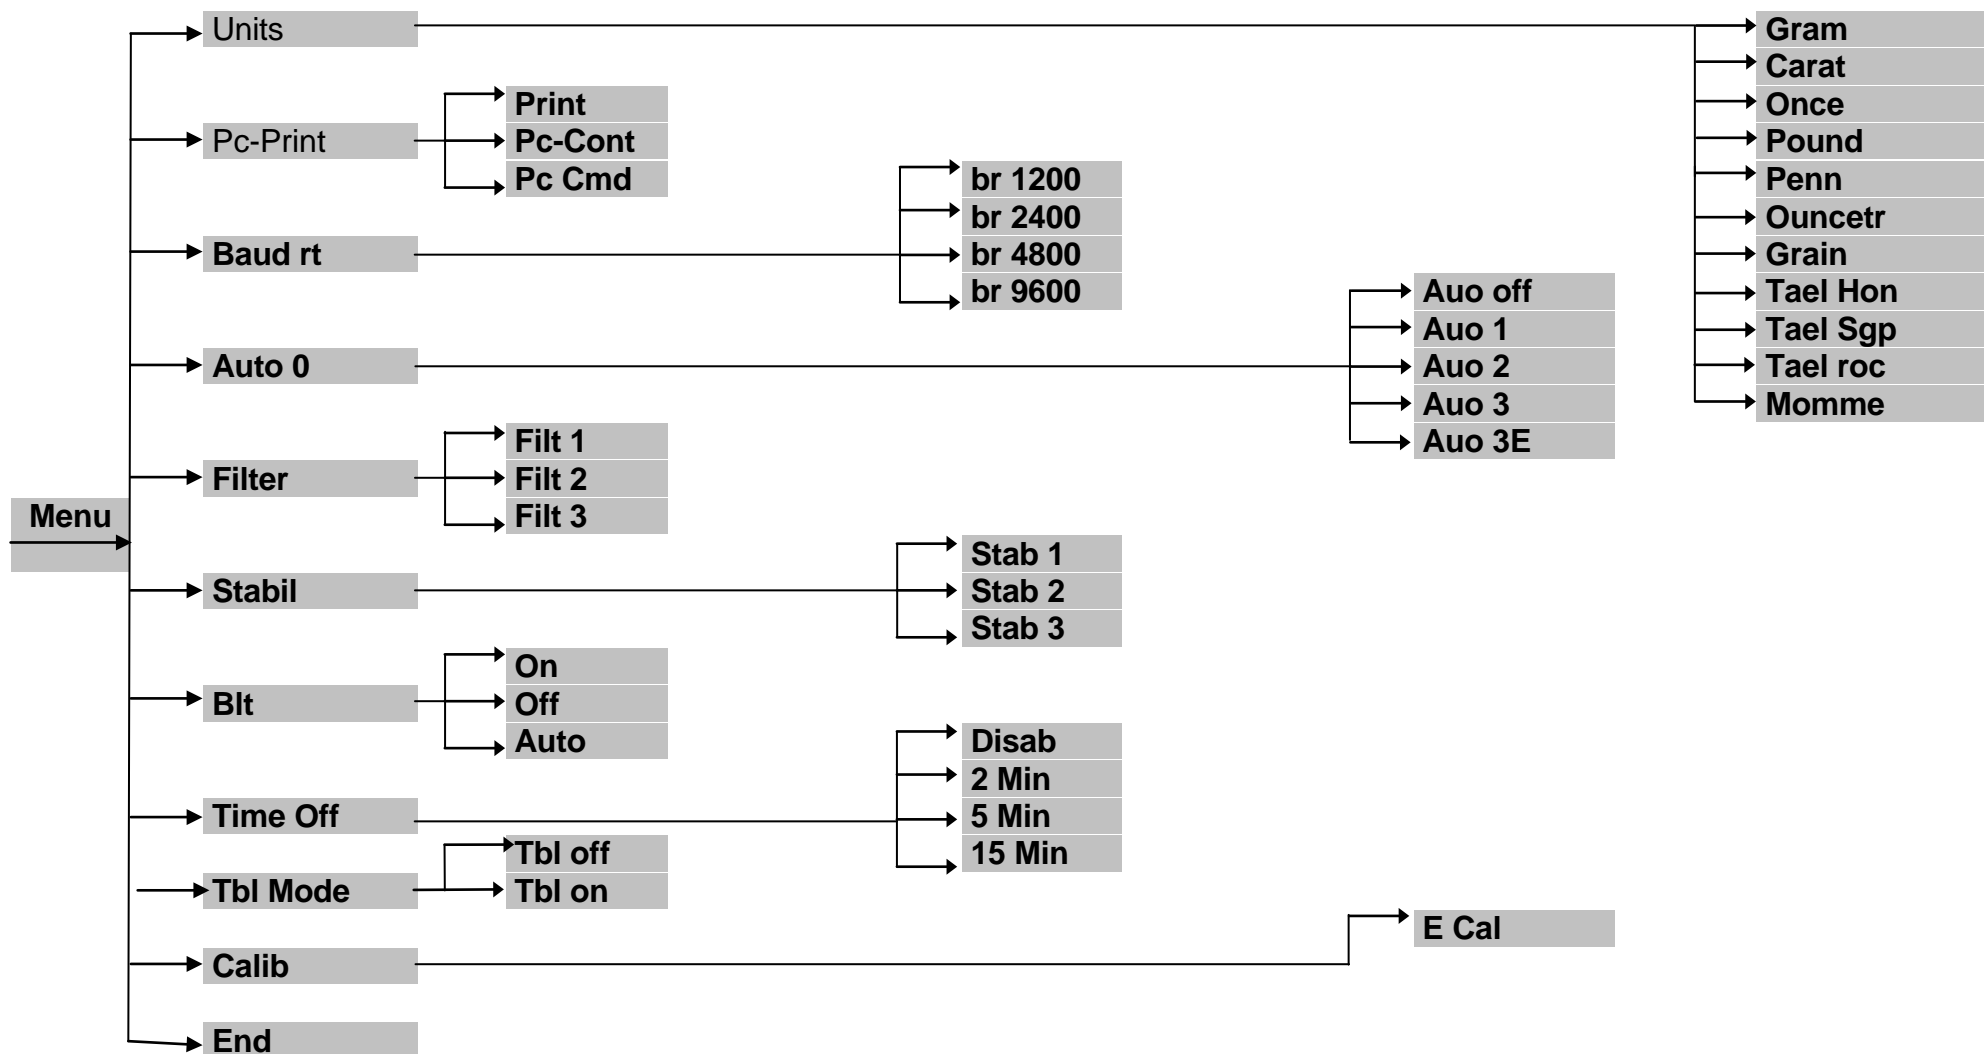 Menu
Units
Gram
Carat
Once
Pound
Penn
Ouncetr
Grain
Tael Hon
Tael Sgp
Tael roc
Momme
Pc-Print
Print
Pc-Cont
Pc Cmd
Baud rt
br 1200
br 2400
br 4800
br 9600
Auto 0
Auo off
Auo 1
Auo 2
Auo 3
Auo 3E
Filter
Filt 1
Filt 2
Filt 3
Stabil
Stab 1
Stab 2
Stab 3
Blt
On
Off
Auto
Time Off
Disab
2 Min
5 Min
15 Min
Tbl Mode
Tbl off
Tbl on
Calib
E Cal
End